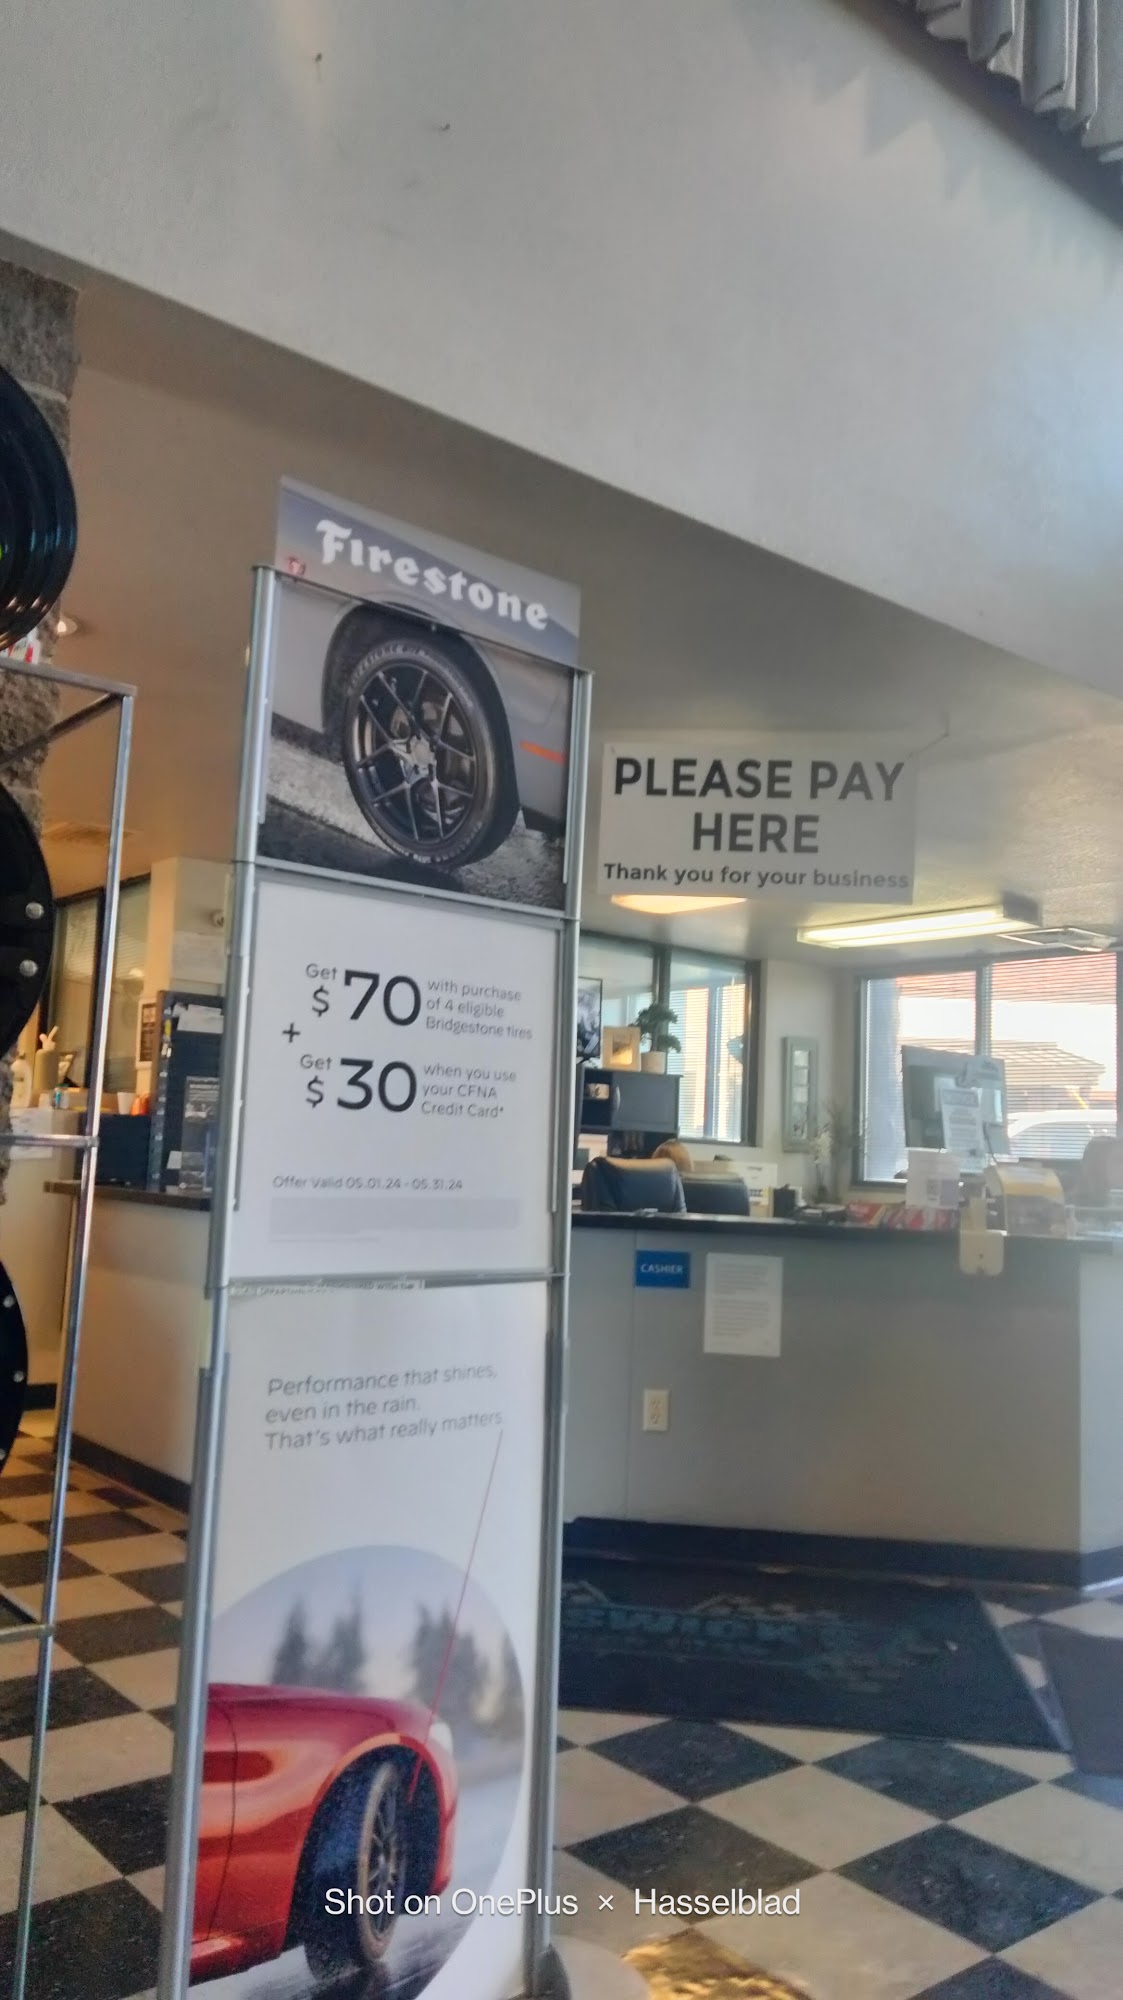 Firestone
PLEASE PAY
HERE
Thank you for your business
Get
$70
with purchase
of 4 eligible
Bridgestone tires
+
Get
$30
when you use
your CFNA
Credit Card*
Offer valid 05.01.24 - 05.31.24
CASHIER
Performance that shines,
even in the rain.
That's what really matters.
Shot on OnePlus × Hasselblad